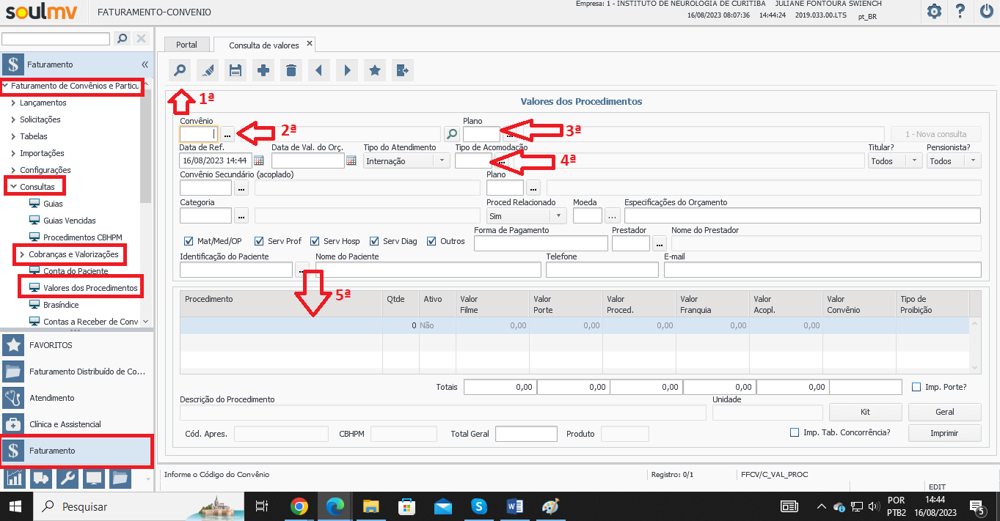 soulmv
FATURAMENTO-CONVENIO
Empresa: 1 - INSTITUTO DE NEUROLOGIA DE CURITIBA JULIANE FONTOURA SWIENCH
16/08/2023 08:07:36 14:44:24 2019.033.00.LTS pt_BR
Portal
Consulta de valores
Faturamento
Faturamento de Convênios e Particu
Lançamentos
Solicitações
Tabelas
Importações
Configurações
Consultas
Guias
Guias Vencidas
Procedimentos CBHPM
Cobranças e Valorizações
Conta do Paciente
Valores dos Procedimentos
Brasíndice
Contas a Receber de Conv
FAVORITOS
Faturamento Distribuído de Co...
Atendimento
Clínica e Assistencial
Faturamento
1ª
Valores dos Procedimentos
Convênio
Plano
... 2ª
... 3ª
1 - Nova consulta
Data de Ref. Data de Val. do Orç. Tipo do Atendimento Tipo de Acomodação Titular? Pensionista?
16/08/2023 14:44 Internação ... 4ª Todos Todos
Convênio Secundário (acoplado) Plano
... ...
Categoria Proced Relacionado Moeda Especificações do Orçamento
... Sim ...
Mat/Med/OP Serv Prof Serv Hosp Serv Diag Outros
Forma de Pagamento Prestador Nome do Prestador
...
Identificação do Paciente Nome do Paciente Telefone E-mail
...
5ª
Procedimento Qtde Ativo Valor Filme Valor Porte Valor Proced. Valor Franquia Valor Acopl. Valor Convênio Tipo de Proibição
0 Não 0,00 0,00 0,00 0,00 0,00
Totais 0,00 0,00 0,00 0,00 0,00 Imp. Porte?
Descrição do Procedimento Unidade
Kit Geral
Cód. Apres. CBHPM Total Geral Produto Imp. Tab. Concorrência? Imprimir
Informe o Código do Convênio Registro: 0/1 FFCV/C_VAL_PROC
EDIT
Pesquisar
POR
PTB2
14:44
16/08/2023
5